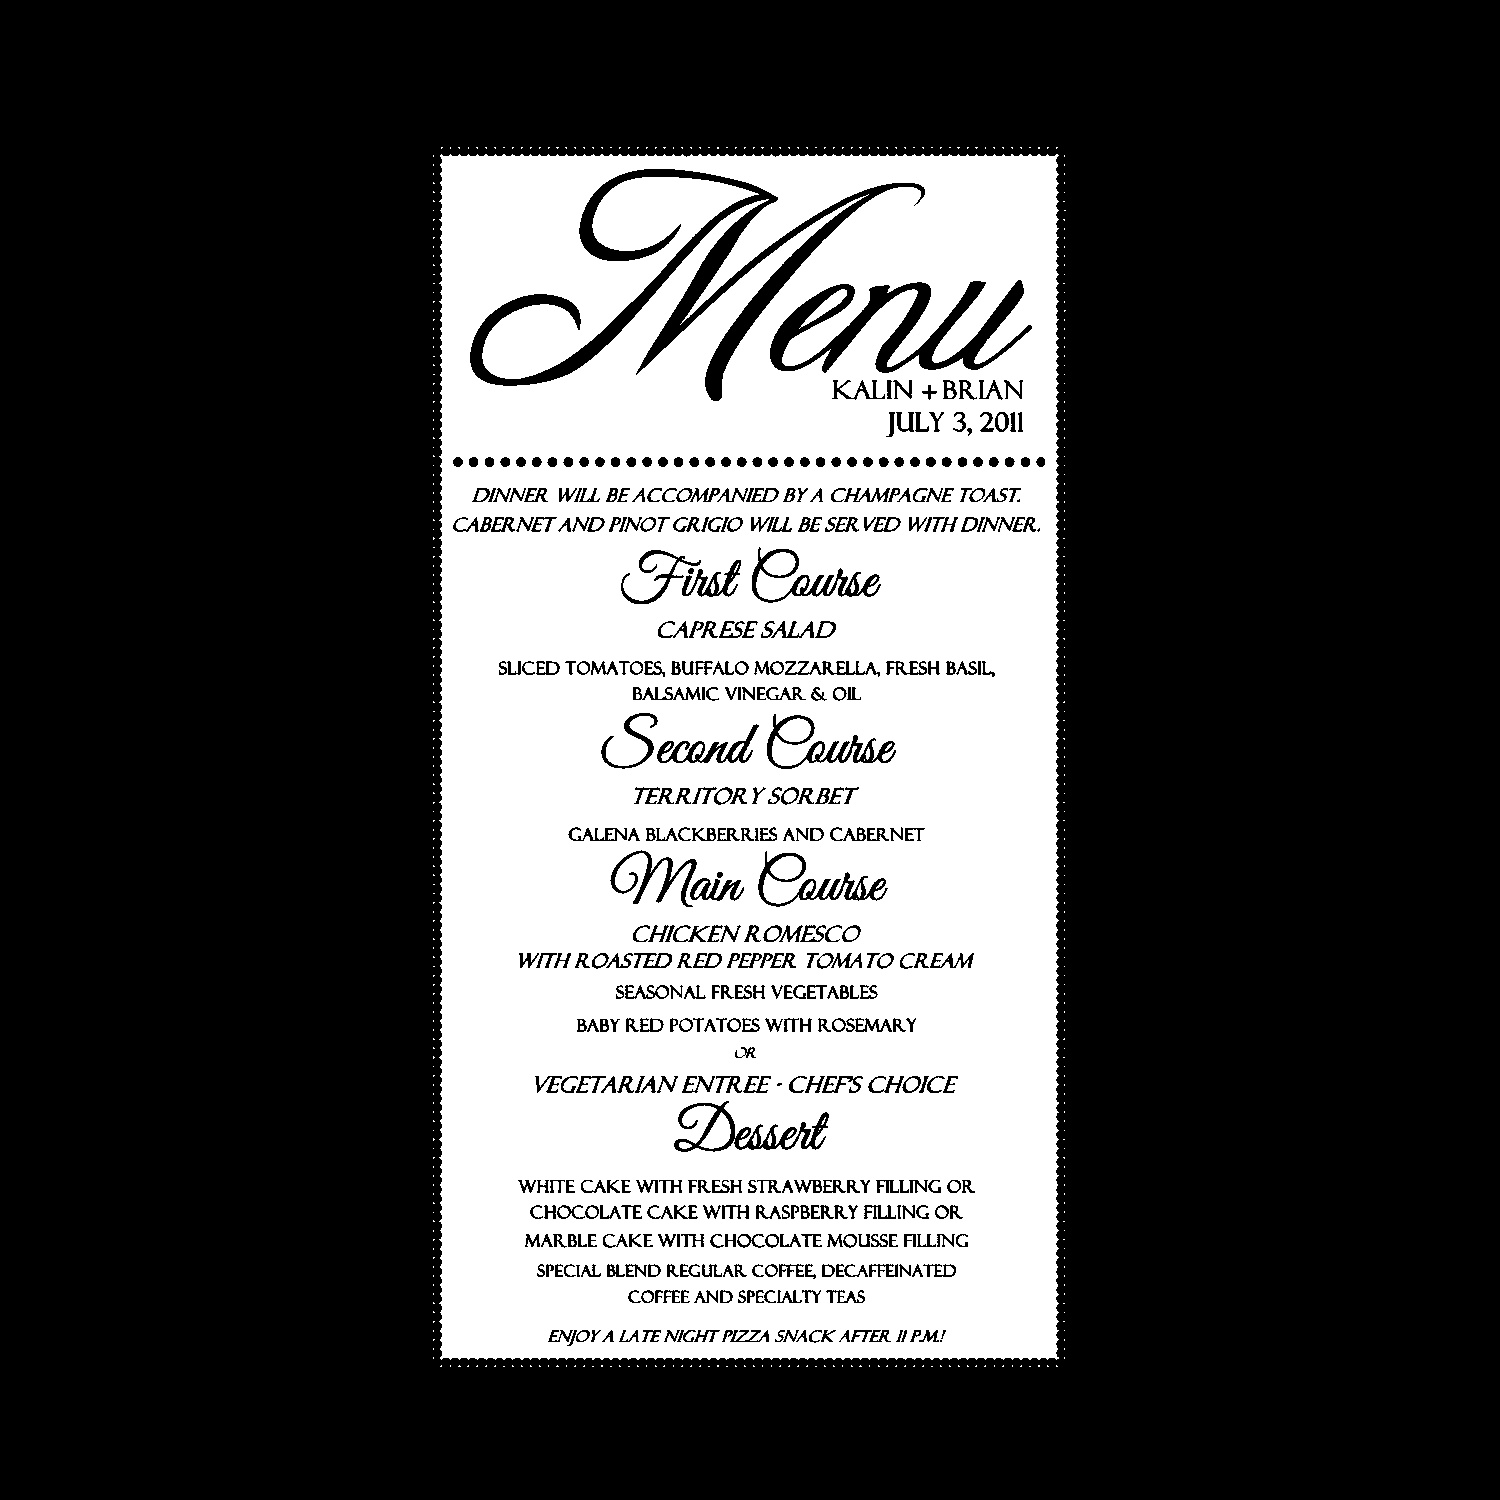 Menu
KALIN + BRIAN
JULY 3, 2011
DINNER WILL BE ACCOMPANIED BY A CHAMPAGNE TOAST.
CABERNET AND PINOT GRIGIO WILL BE SERVED WITH DINNER.
First Course
CAPRESE SALAD
SLICED TOMATOES, BUFFALO MOZZARELLA, FRESH BASIL,
BALSAMIC VINEGAR & OIL
Second Course
TERRITORY SORBET
GALENA BLACKBERRIES AND CABERNET
Main Course
CHICKEN ROMESCO
WITH ROASTED RED PEPPER TOMATO CREAM
SEASONAL FRESH VEGETABLES
BABY RED POTATOES WITH ROSEMARY
OR
VEGETARIAN ENTREE - CHEF'S CHOICE
Dessert
WHITE CAKE WITH FRESH STRAWBERRY FILLING OR
CHOCOLATE CAKE WITH RASPBERRY FILLING OR
MARBLE CAKE WITH CHOCOLATE MOUSSE FILLING
SPECIAL BLEND REGULAR COFFEE, DECAFFEINATED
COFFEE AND SPECIALTY TEAS
ENJOY A LATE NIGHT PIZZA SNACK AFTER 11 P.M.!